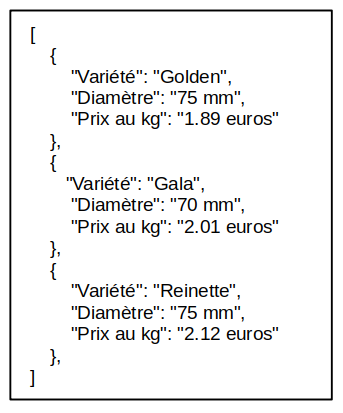 [
    {
        "Variété": "Golden",
        "Diamètre": "75 mm",
        "Prix au kg": "1.89 euros"
    },
    {
       "Variété": "Gala",
        "Diamètre": "70 mm",
        "Prix au kg": "2.01 euros"
    },
    {
        "Variété": "Reinette",
        "Diamètre": "75 mm",
        "Prix au kg": "2.12 euros"
    },
]